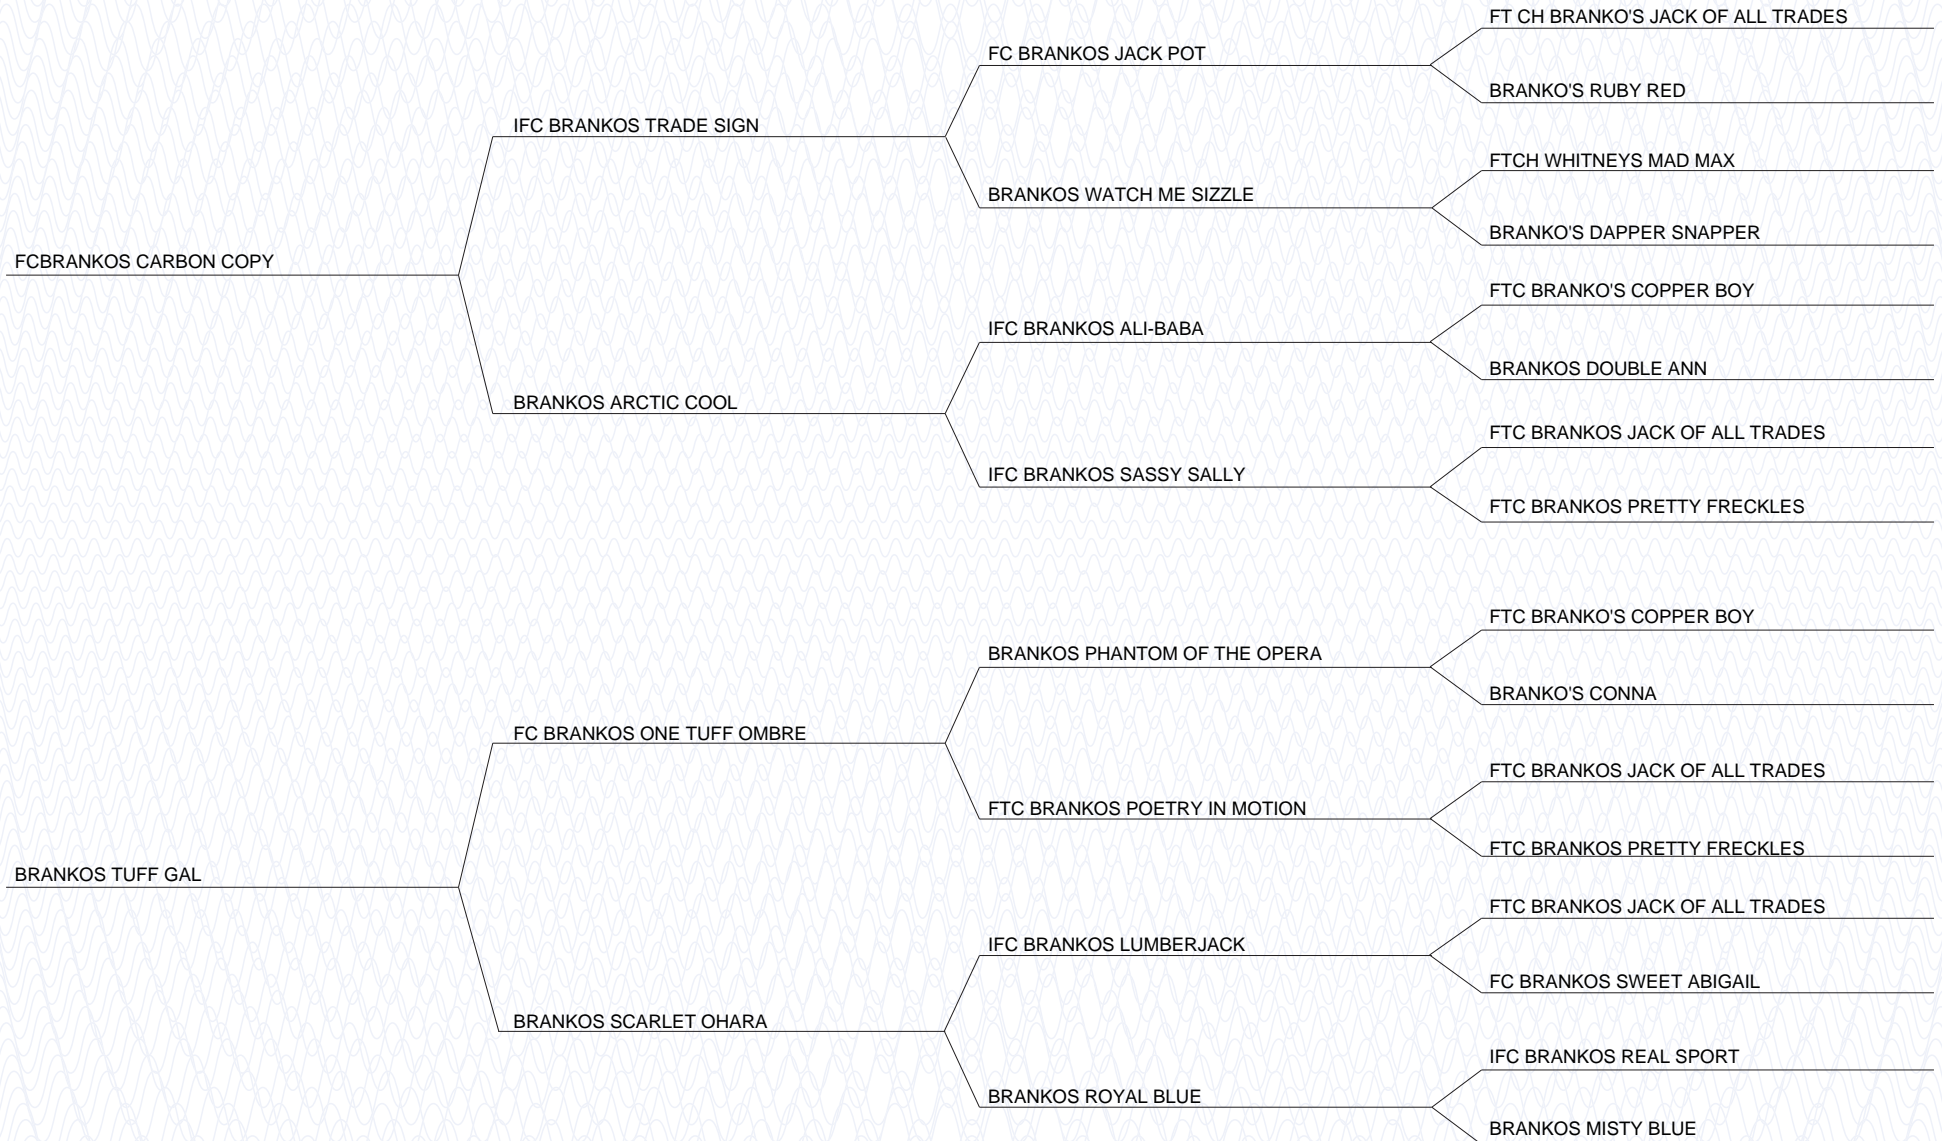 FT CH BRANKO'S JACK OF ALL TRADES
FC BRANKOS JACK POT
BRANKO'S RUBY RED
IFC BRANKOS TRADE SIGN
FTCH WHITNEYS MAD MAX
BRANKOS WATCH ME SIZZLE
BRANKO'S DAPPER SNAPPER
FCBRANKOS CARBON COPY
FTC BRANKO'S COPPER BOY
IFC BRANKOS ALI-BABA
BRANKOS DOUBLE ANN
BRANKOS ARCTIC COOL
FTC BRANKOS JACK OF ALL TRADES
IFC BRANKOS SASSY SALLY
FTC BRANKOS PRETTY FRECKLES
FTC BRANKO'S COPPER BOY
BRANKOS PHANTOM OF THE OPERA
BRANKO'S CONNA
FC BRANKOS ONE TUFF OMBRE
FTC BRANKOS JACK OF ALL TRADES
FTC BRANKOS POETRY IN MOTION
FTC BRANKOS PRETTY FRECKLES
BRANKOS TUFF GAL
FTC BRANKOS JACK OF ALL TRADES
IFC BRANKOS LUMBERJACK
FC BRANKOS SWEET ABIGAIL
BRANKOS SCARLET OHARA
IFC BRANKOS REAL SPORT
BRANKOS ROYAL BLUE
BRANKOS MISTY BLUE